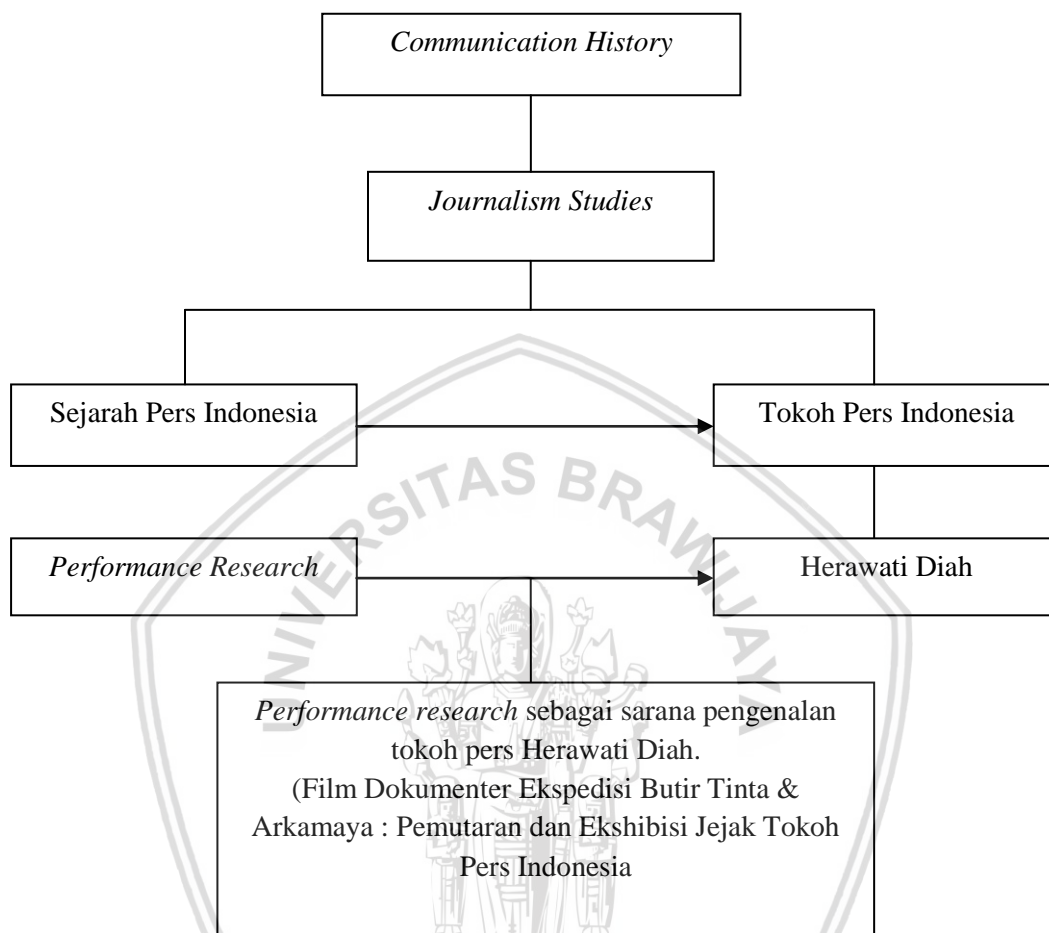 Communication History
Journalism Studies
Sejarah Pers Indonesia
Tokoh Pers Indonesia
UNIVERSITAS BRAWIJAYA
Performance Research
Herawati Diah
Performance research sebagai sarana pengenalan
tokoh pers Herawati Diah.
(Film Dokumenter Ekspedisi Butir Tinta &
Arkamaya : Pemutaran dan Ekshibisi Jejak Tokoh
Pers Indonesia